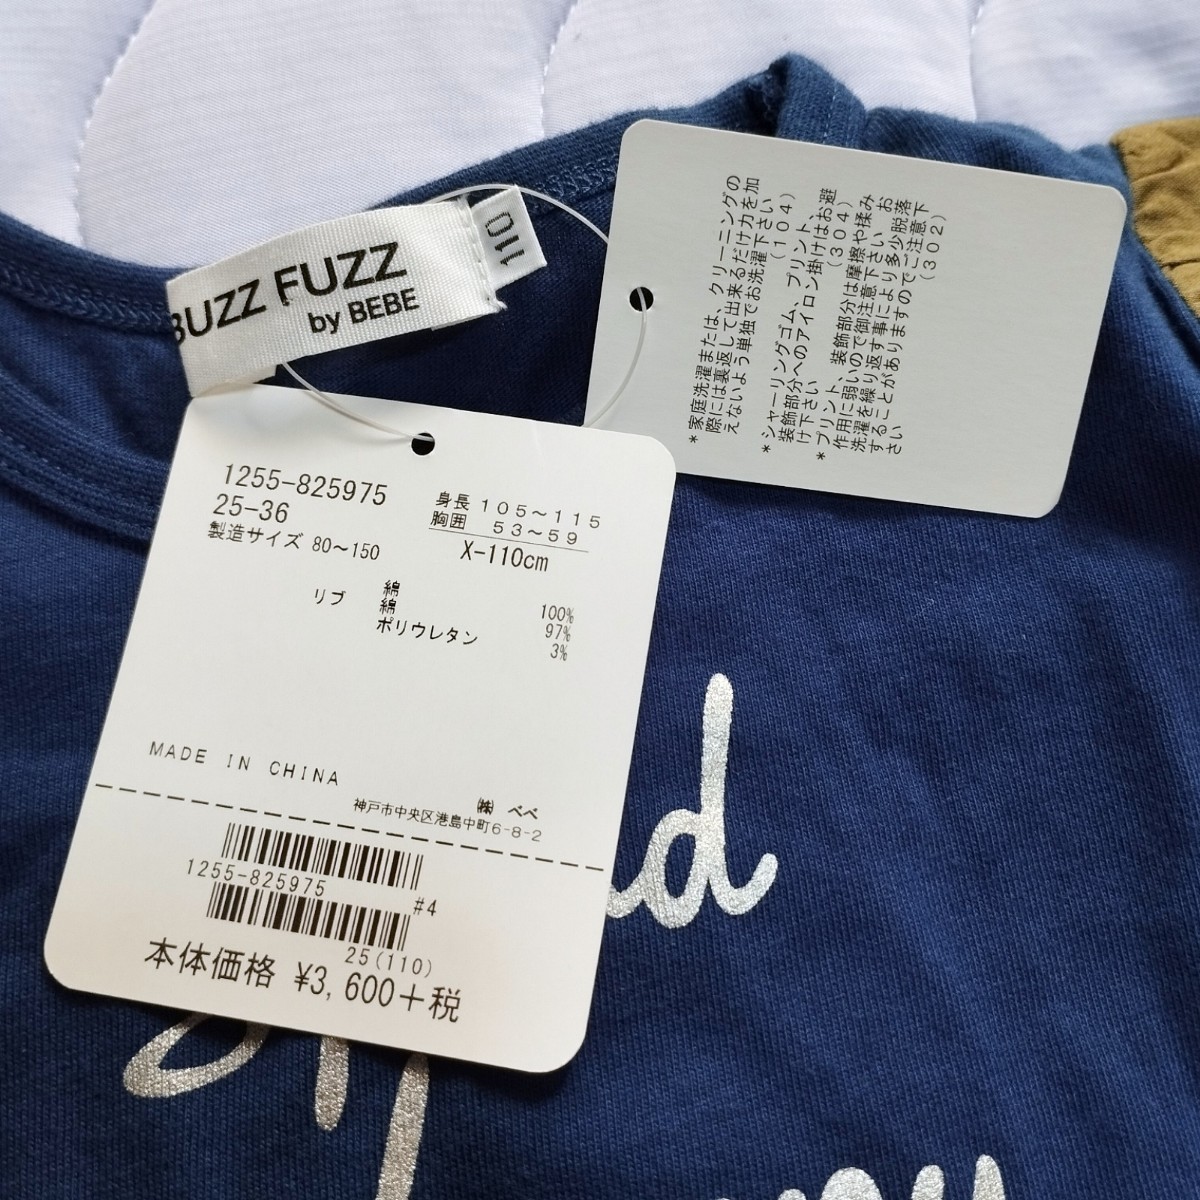 BUZZ FUZZ
by BEBE
110
*家庭洗濯または、クリーニングの
際には裏返して出来るだけ力を加
えないよう単独でお洗濯下さい
(104)
*シャーリングゴム、プリント、
装飾部分へのアイロン掛けはお避
け下さい (304)
*プリント、装飾部分は摩擦や揉み
作用に弱いので御注意下さい お
洗濯を繰り返す事により多少脱落
することがありますのでご注意下
さい (302)
1255-825975
25-36
製造サイズ 80~150
身長 105~115
胸囲 53~59
X-110cm
綿 100%
リブ 綿 97%
ポリウレタン 3%
MADE IN CHINA
㈱ べべ
神戸市中央区港島中町6-8-2
1255-825975
#4
25(110)
本体価格 ¥3,600+税